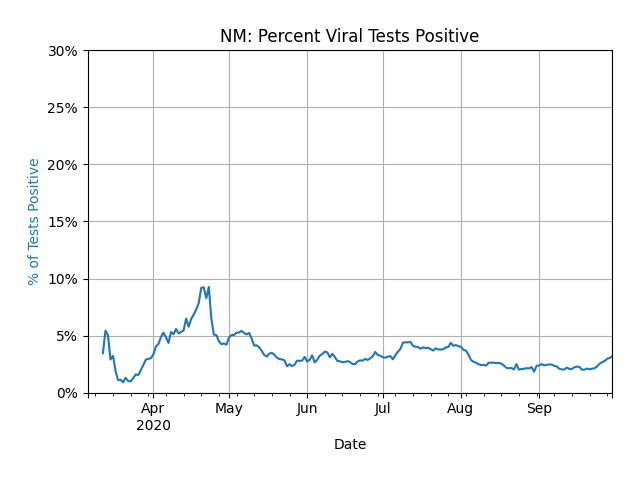 NM: Percent Viral Tests Positive
30%
25%
20%
15%
10%
5%
0%
% of Tests Positive
Apr
2020
May
Jun
Jul
Aug
Sep
Date